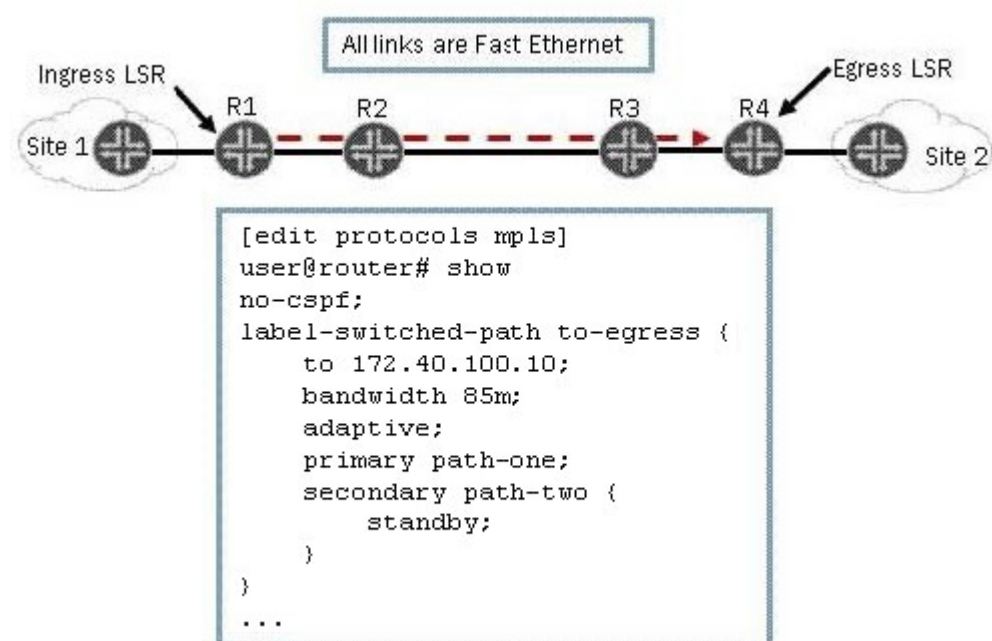 All links are Fast Ethernet
Ingress LSR
Egress LSR
R1
R2
R3
R4
Site 1
Site 2
[edit protocols mpls]
user@router# show
no-cspf;
label-switched-path to-egress {
    to 172.40.100.10;
    bandwidth 85m;
    adaptive;
    primary path-one;
    secondary path-two {
        standby;
    }
}
...